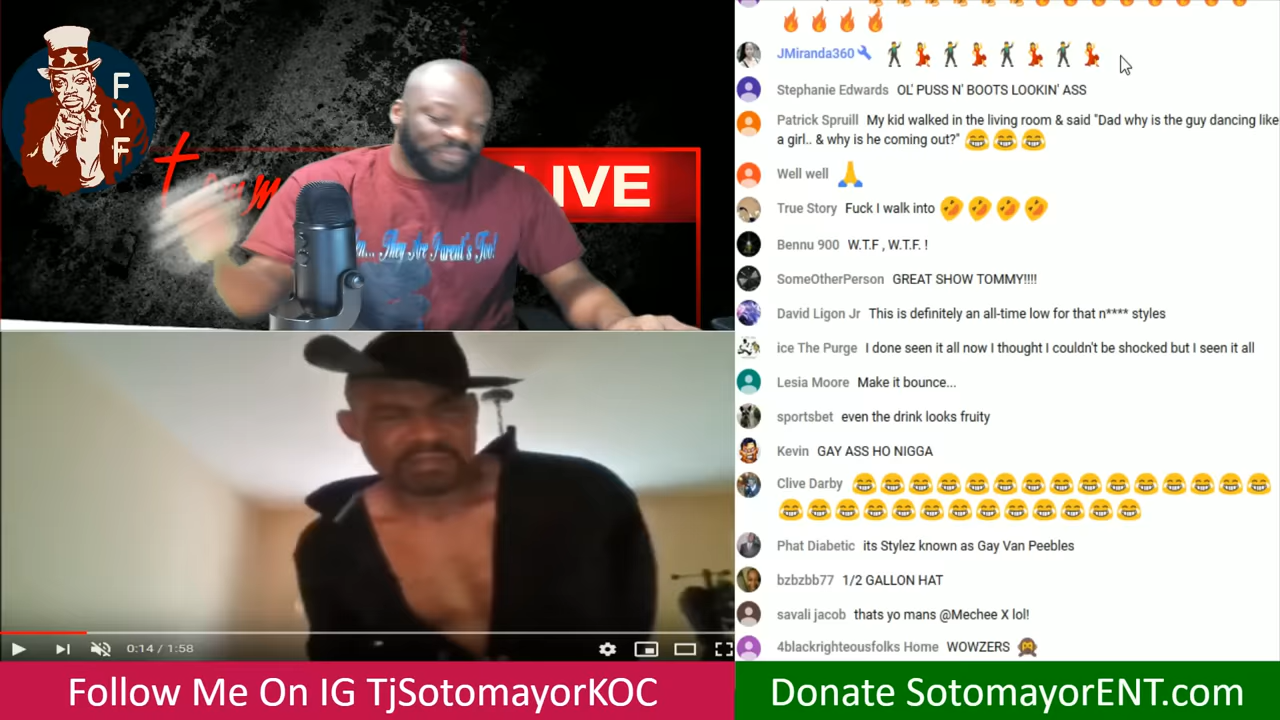 F
Y
F
LIVE
They Are Parent's Too!
JMiranda360
Stephanie Edwards OL' PUSS N' BOOTS LOOKIN' ASS
Patrick Spruill My kid walked in the living room & said "Dad why is the guy dancing like
a girl.. & why is he coming out?" 😂 😂 😂
Well well 🙏
True Story Fuck I walk into 🤣 🤣 🤣 🤣
Bennu 900 W.T.F , W.T.F. !
SomeOtherPerson GREAT SHOW TOMMY!!!!
David Ligon Jr This is definitely an all-time low for that n**** styles
ice The Purge I done seen it all now I thought I couldn't be shocked but I seen it all
Lesia Moore Make it bounce...
sportsbet even the drink looks fruity
Kevin GAY ASS HO NIGGA
Clive Darby
Phat Diabetic its Stylez known as Gay Van Peebles
bzbzbb77 1/2 GALLON HAT
savali jacob thats yo mans @Mechee X lol!
4blackrighteousfolks Home WOWZERS
0:14 / 1:58
Follow Me On IG TjSotomayorKOC
Donate SotomayorENT.com